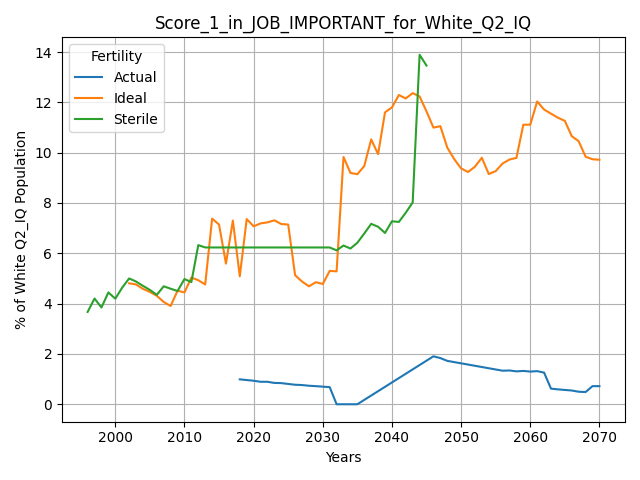 Score_1_in_JOB_IMPORTANT_for_White_Q2_IQ
Fertility
Actual
Ideal
Sterile
% of White Q2_IQ Population
14
12
10
8
6
4
2
0
2000
2010
2020
2030
2040
2050
2060
2070
Years